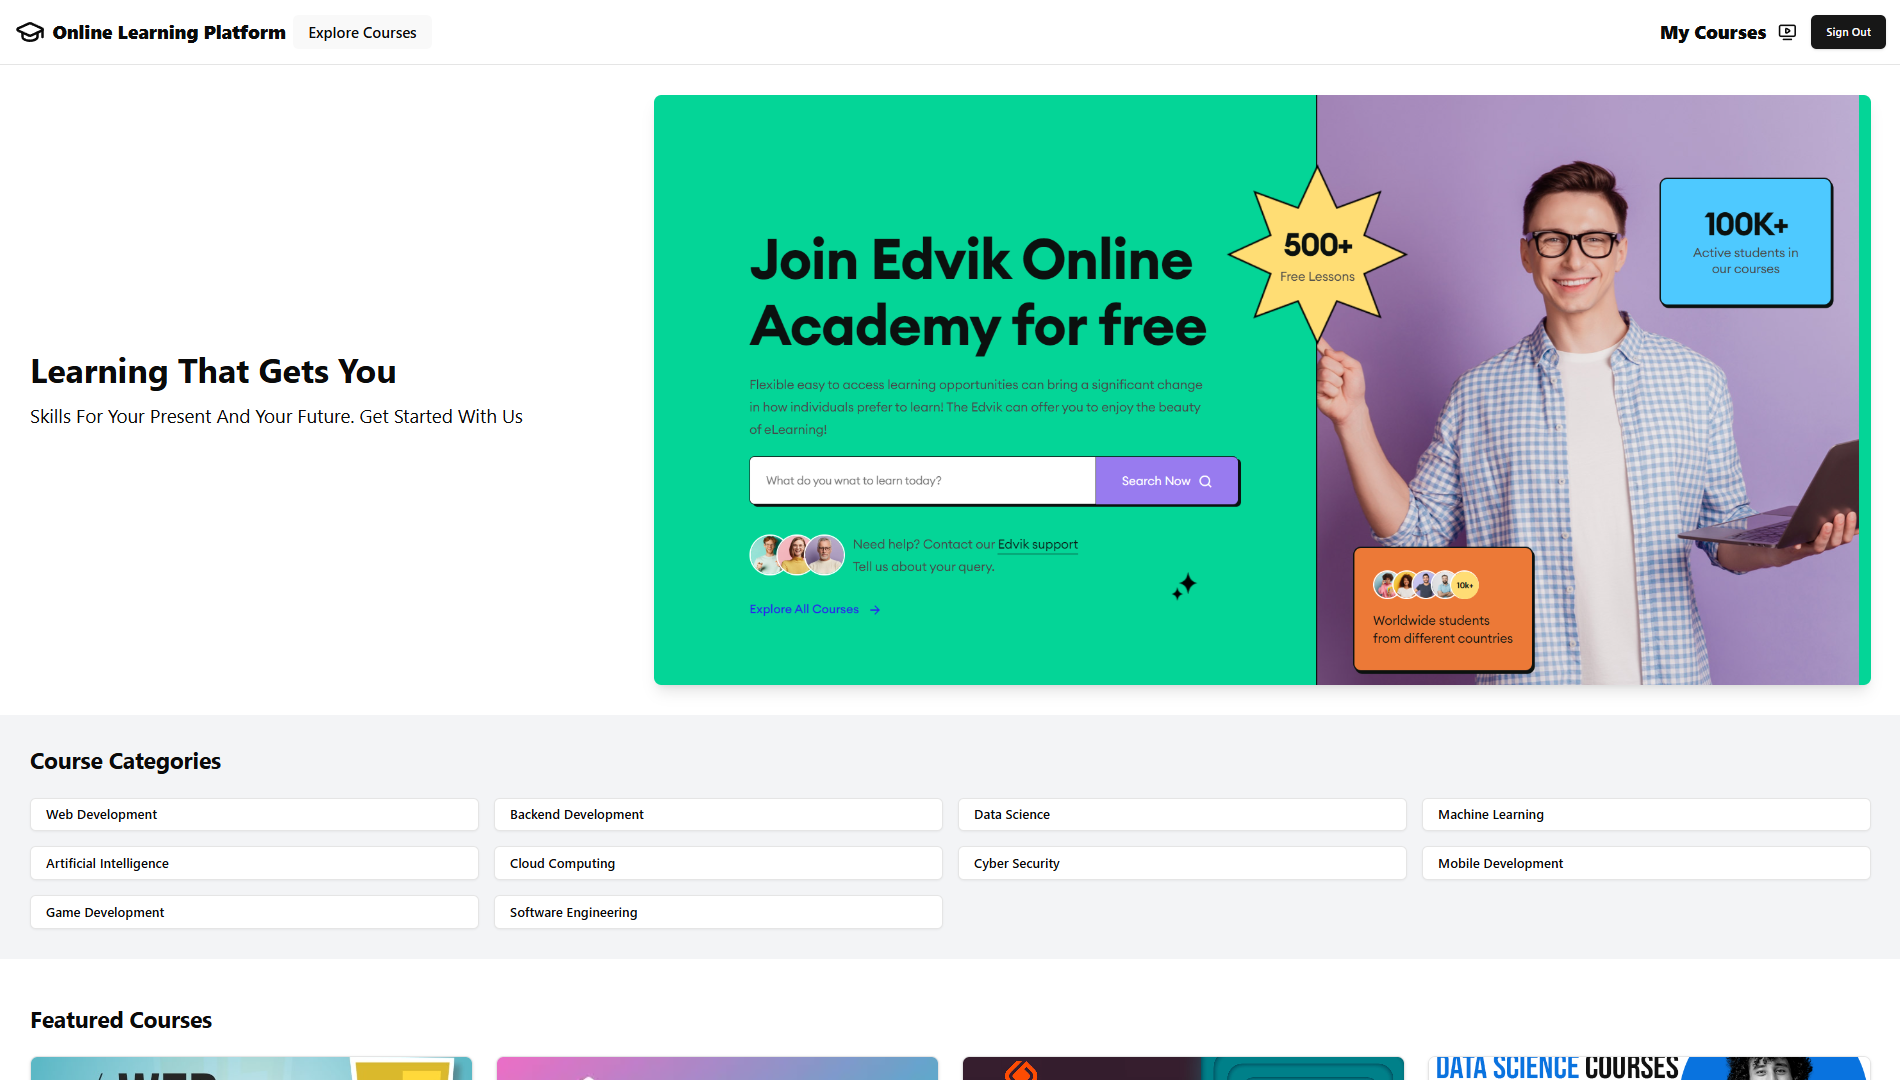 Online Learning Platform
Explore Courses
My Courses
Sign Out
Learning That Gets You
Skills For Your Present And Your Future. Get Started With Us
Join Edvik Online
Academy for free
Flexible easy to access learning opportunities can bring a significant change
in how individuals prefer to learn! The Edvik can offer you to enjoy the beauty
of eLearning!
What do you wnat to learn today?
Search Now
Need help? Contact our Edvik support
Tell us about your query.
Explore All Courses
500+
Free Lessons
100K+
Active students in
our courses
10k+
Worldwide students
from different countries
Course Categories
Web Development
Backend Development
Data Science
Machine Learning
Artificial Intelligence
Cloud Computing
Cyber Security
Mobile Development
Game Development
Software Engineering
Featured Courses
WEB
DATA SCIENCE COURSES